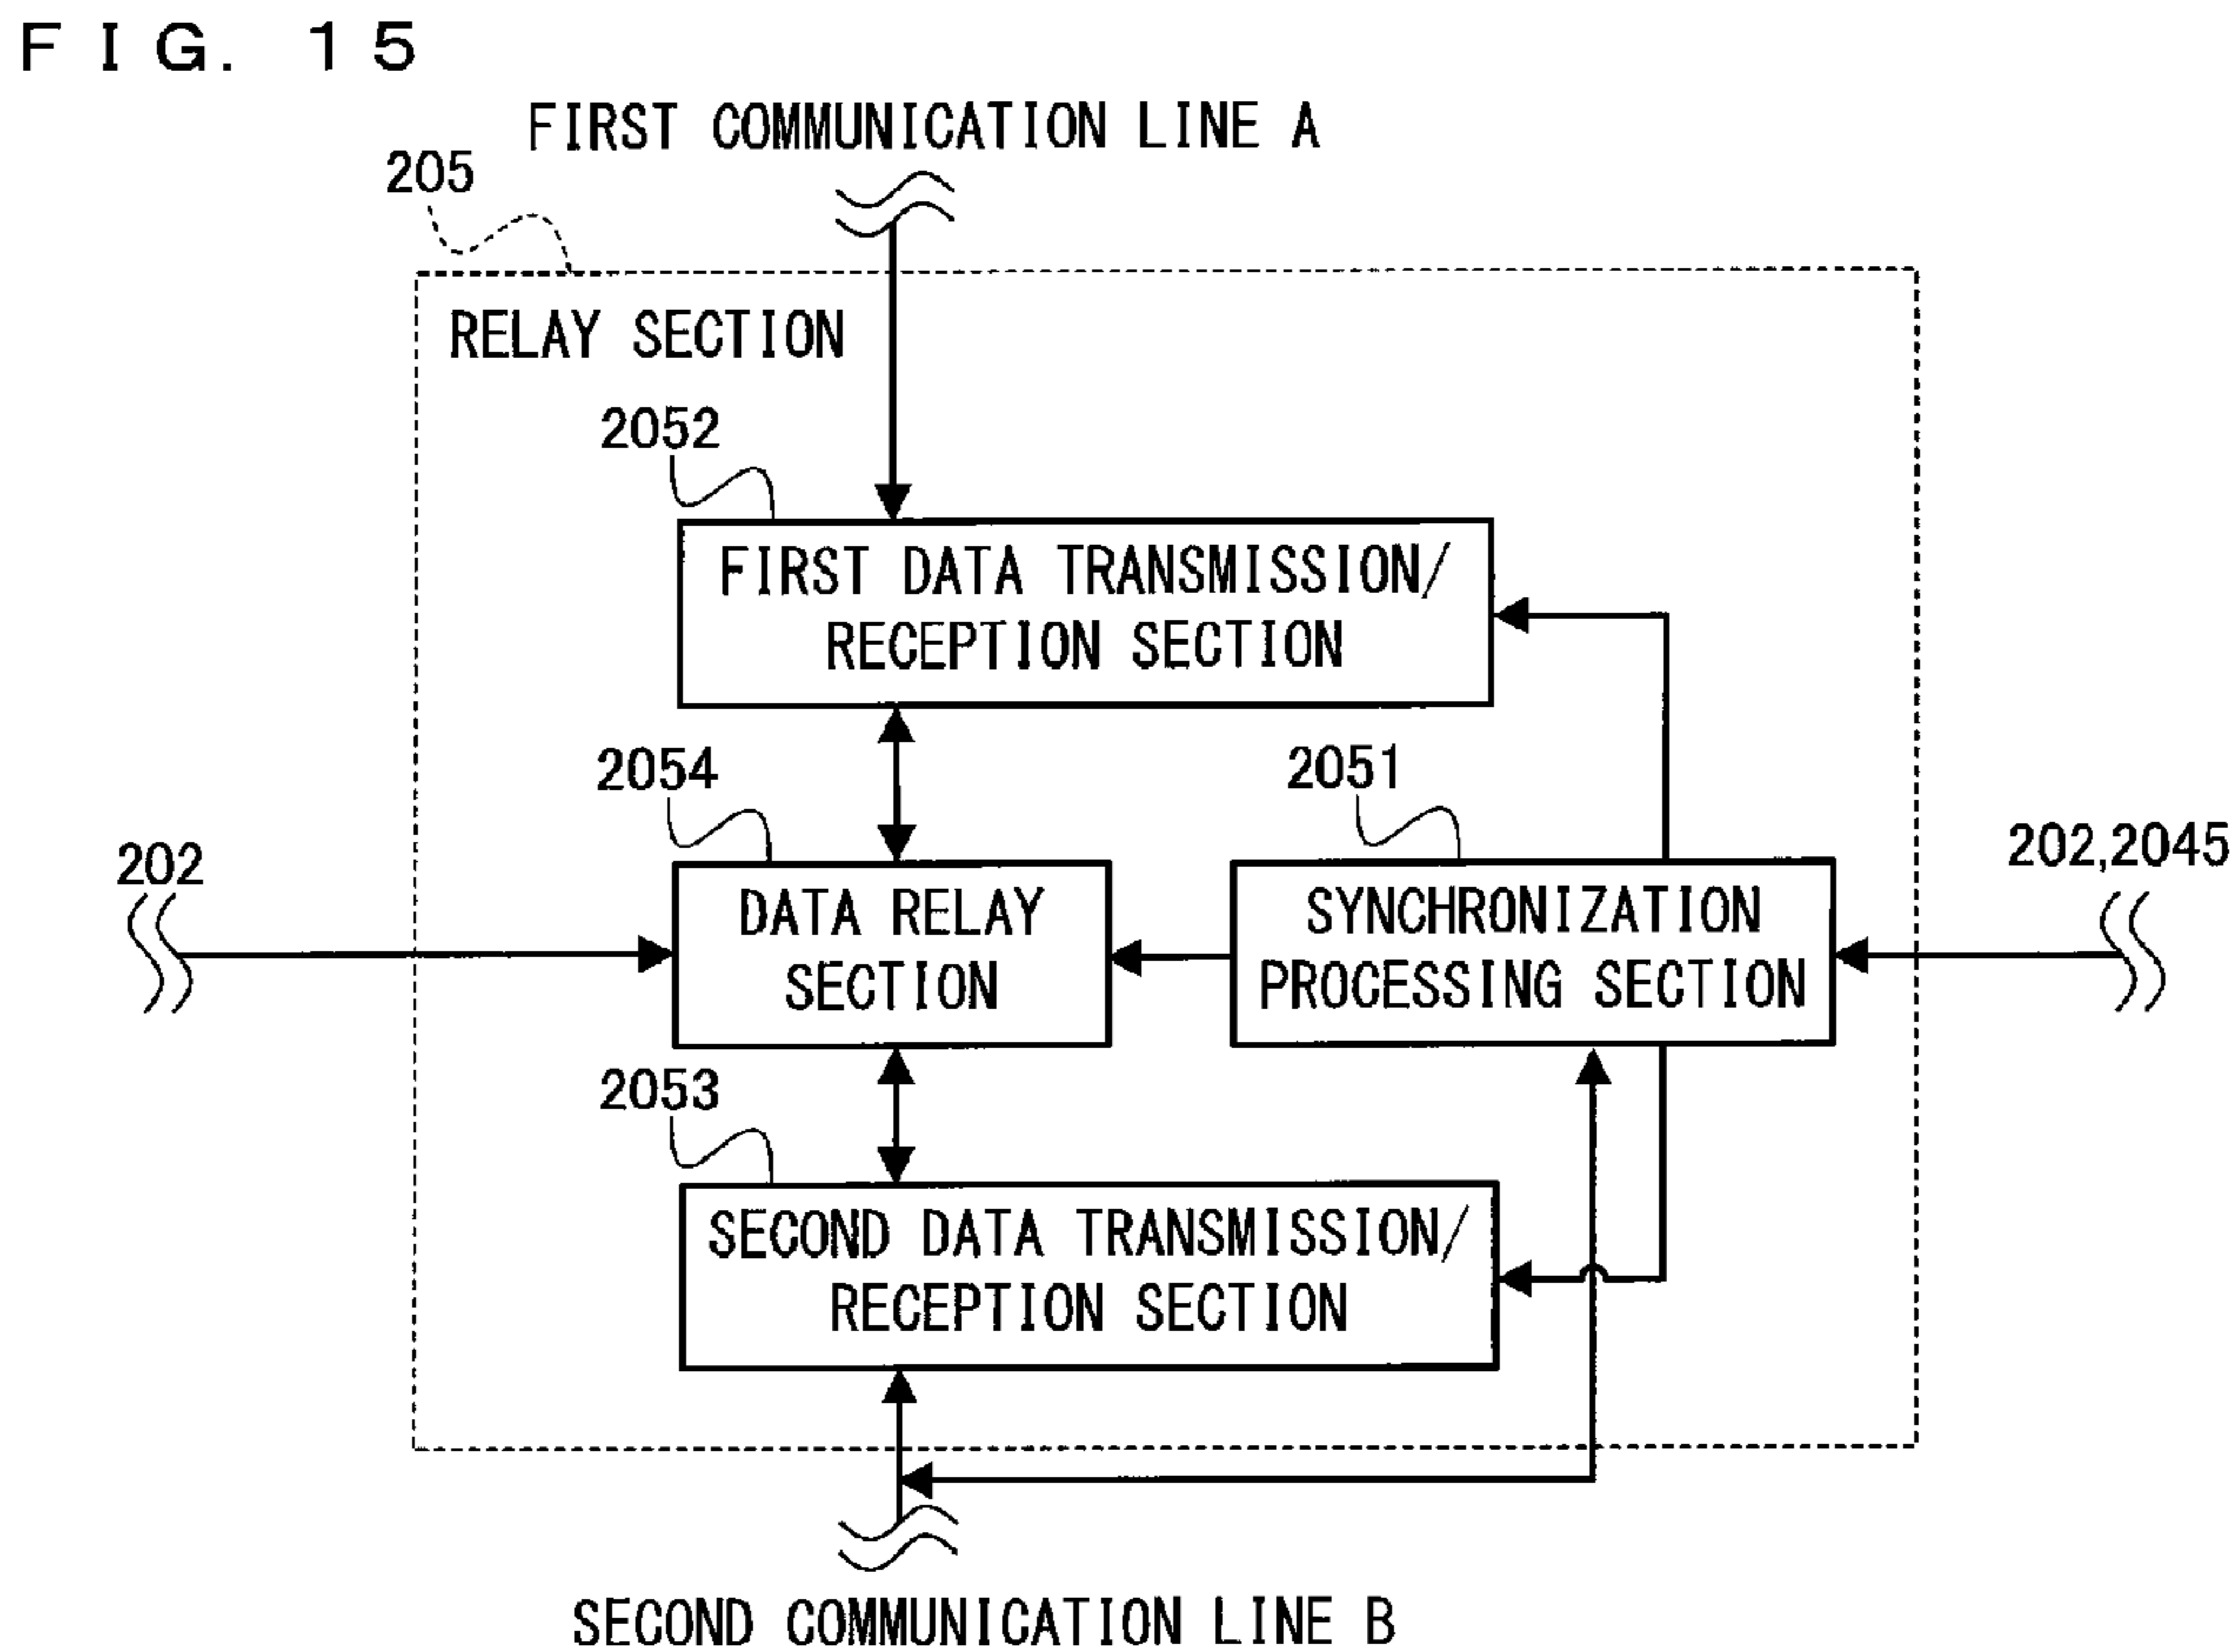 FIG. 15
FIRST COMMUNICATION LINE A
205
RELAY SECTION
2052
FIRST DATA TRANSMISSION/
RECEPTION SECTION
2054
2051
202
202,2045
DATA RELAY
SECTION
SYNCHRONIZATION
PROCESSING SECTION
2053
SECOND DATA TRANSMISSION/
RECEPTION SECTION
SECOND COMMUNICATION LINE B